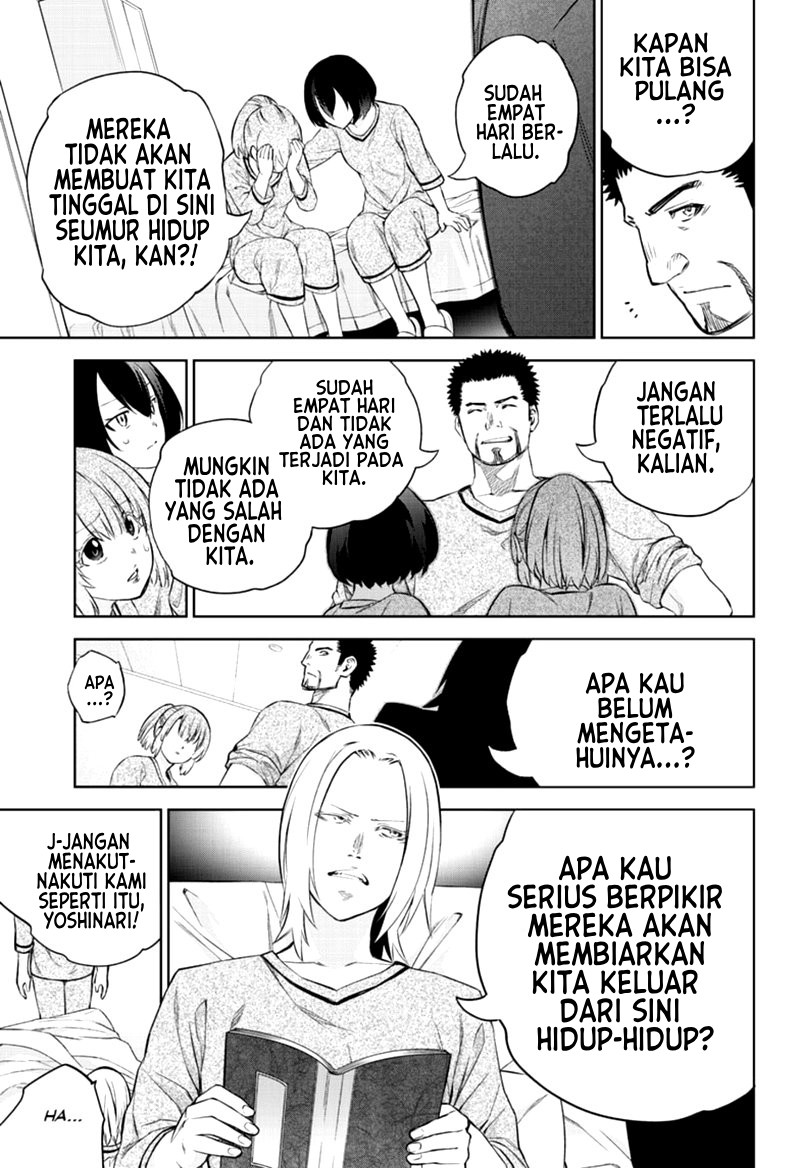 KAPAN
KITA BISA
PULANG
...?
SUDAH
EMPAT
HARI BER-
LALU.
MEREKA
TIDAK AKAN
MEMBUAT KITA
TINGGAL DI SINI
SEUMUR HIDUP
KITA, KAN?!
JANGAN
TERLALU
NEGATIF,
KALIAN.
SUDAH
EMPAT HARI
DAN TIDAK
ADA YANG
TERJADI PADA
KITA.
MUNGKIN
TIDAK ADA
YANG SALAH
DENGAN
KITA.
APA KAU
BELUM
MENGETA-
HUINYA...?
APA
...?
APA KAU
SERIUS BERPIKIR
MEREKA AKAN
MEMBIARKAN
KITA KELUAR
DARI SINI
HIDUP-HIDUP?
J-JANGAN
MENAKUT-
NAKUTI KAMI
SEPERTI ITU,
YOSHINARI!
HA...